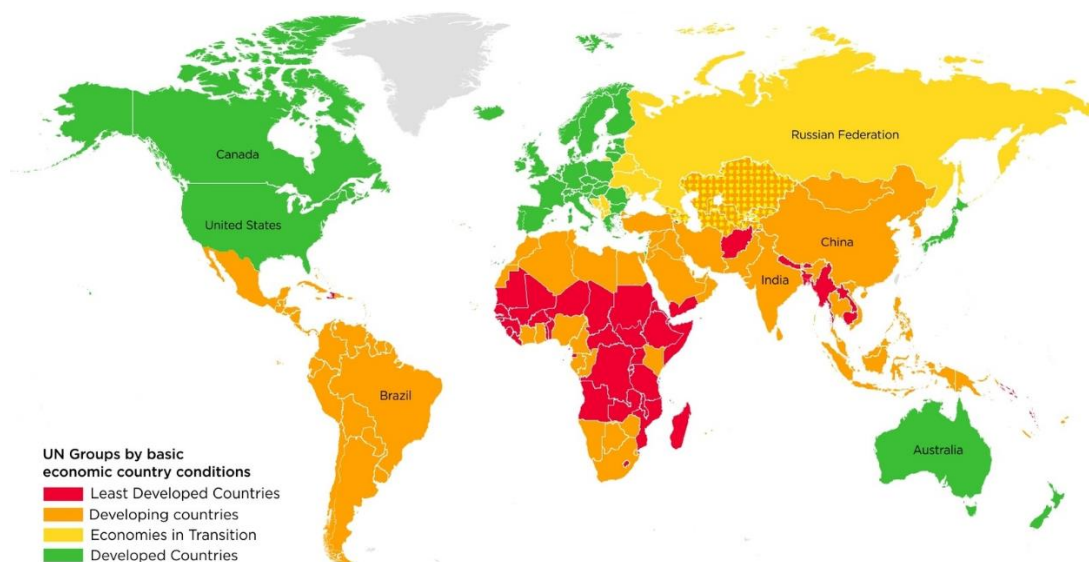 Russian Federation
Canada
United States
China
India
Brazil
Australia
UN Groups by basic
economic country conditions
Least Developed Countries
Developing countries
Economies in Transition
Developed Countries